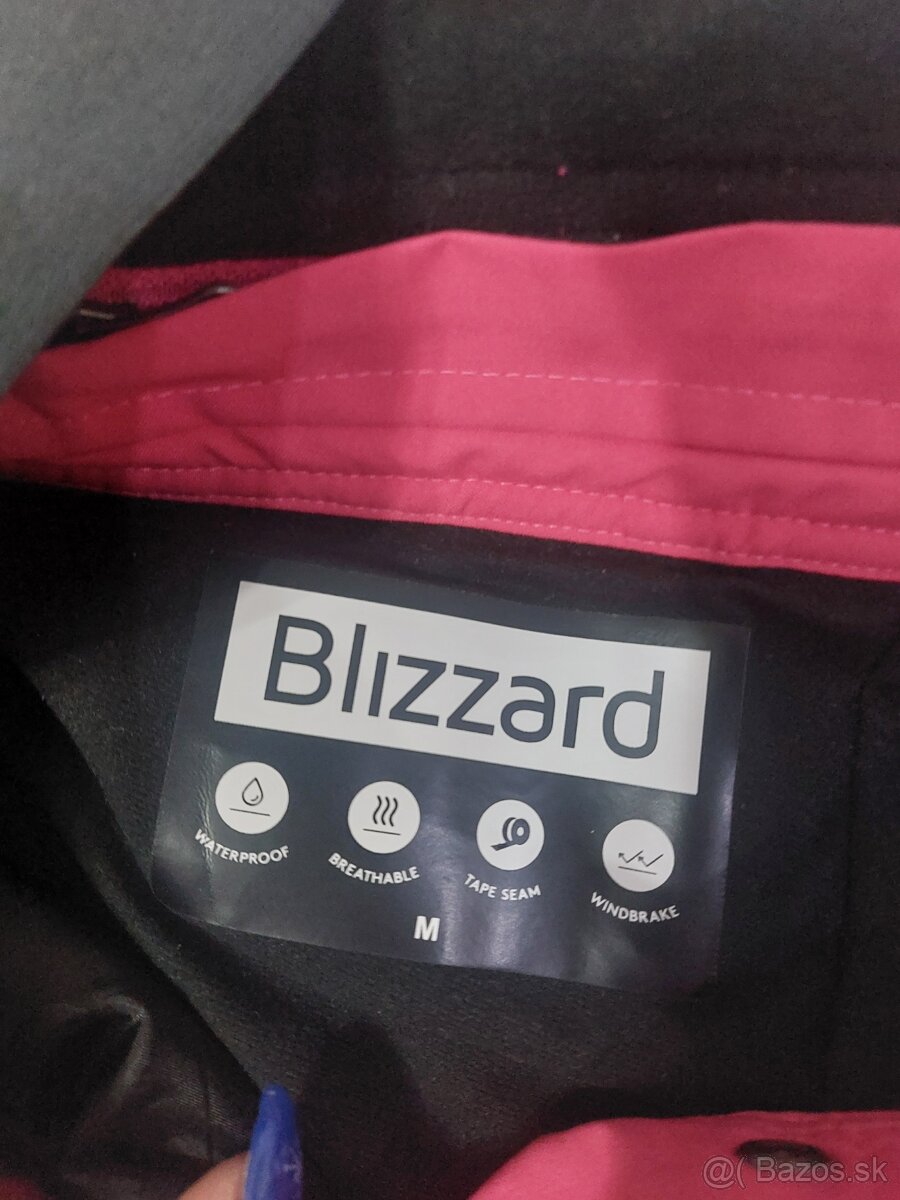 Blizzard
WATERPROOF
BREATHABLE
TAPE SEAM
WINDBRAKE
M
@( Bazos.sk